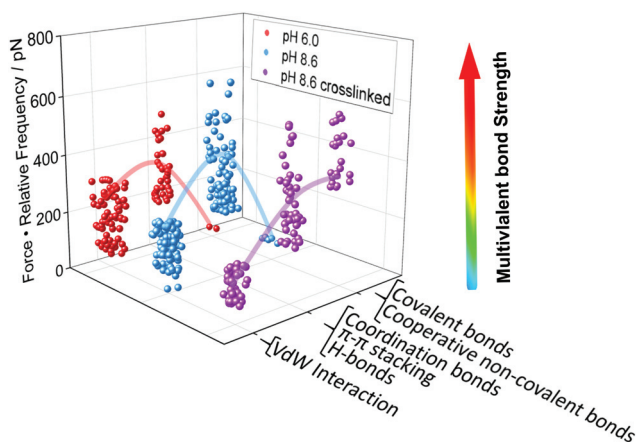 800
600
400
200
0
Force • Relative Frequency / pN
pH 6.0
pH 8.6
pH 8.6 crosslinked
Multivlalent bond Strength
Covalent bonds
Cooperative non-covalent bonds
Coordination bonds
π-π stacking
H-bonds
VdW Interaction